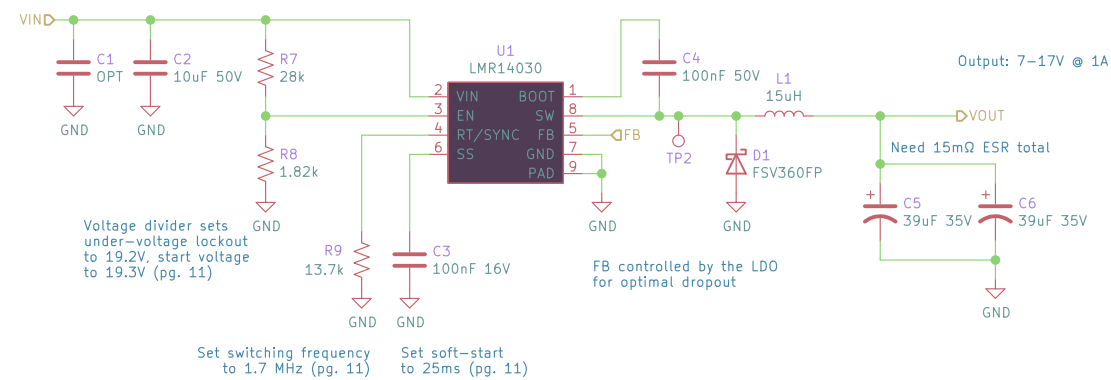 VIN
C1
OPT
C2
10uF 50V
R7
28k
GND
GND
R8
1.82k
GND
Voltage divider sets
under-voltage lockout
to 19.2V, start voltage
to 19.3V (pg. 11)
U1
LMR14030
2
VIN
BOOT
1
3
EN
SW
8
4
RT/SYNC
FB
5
6
SS
GND
7
PAD
9
R9
13.7k
GND
C3
100nF 16V
GND
Set switching frequency
to 1.7 MHz (pg. 11)
Set soft-start
to 25ms (pg. 11)
C4
100nF 50V
FB
GND
TP2
D1
FSV360FP
GND
FB controlled by the LDO
for optimal dropout
L1
15uH
Output: 7-17V @ 1A
VOUT
Need 15mΩ ESR total
+
C5
39uF 35V
+
C6
39uF 35V
GND